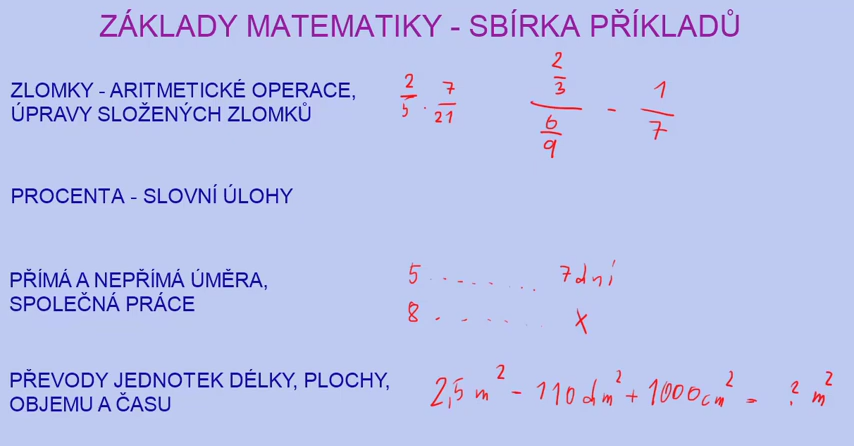 ZÁKLADY MATEMATIKY - SBÍRKA PŘÍKLADŮ
ZLOMKY - ARITMETICKÉ OPERACE,
ÚPRAVY SLOŽENÝCH ZLOMKŮ
2/5 · 7/21
(2/3)/(6/9) - 1/7
PROCENTA - SLOVNÍ ÚLOHY
PŘÍMÁ A NEPŘÍMÁ ÚMĚRA,
SPOLEČNÁ PRÁCE
5 ........ 7 dní
8 ........ x
PŘEVODY JEDNOTEK DÉLKY, PLOCHY,
OBJEMU A ČASU
2,5 m² - 110 dm² + 1000 cm² = ? m²